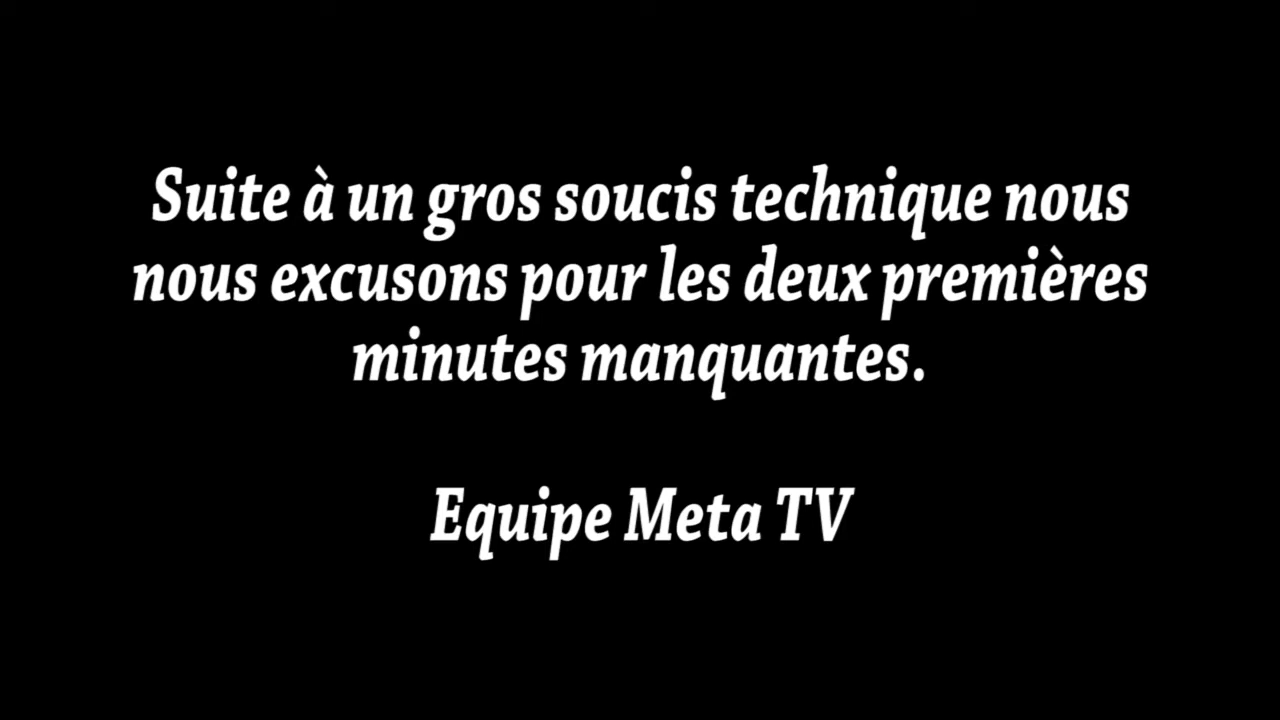 Suite à un gros soucis technique nous
nous excusons pour les deux premières
minutes manquantes.
Equipe Meta TV